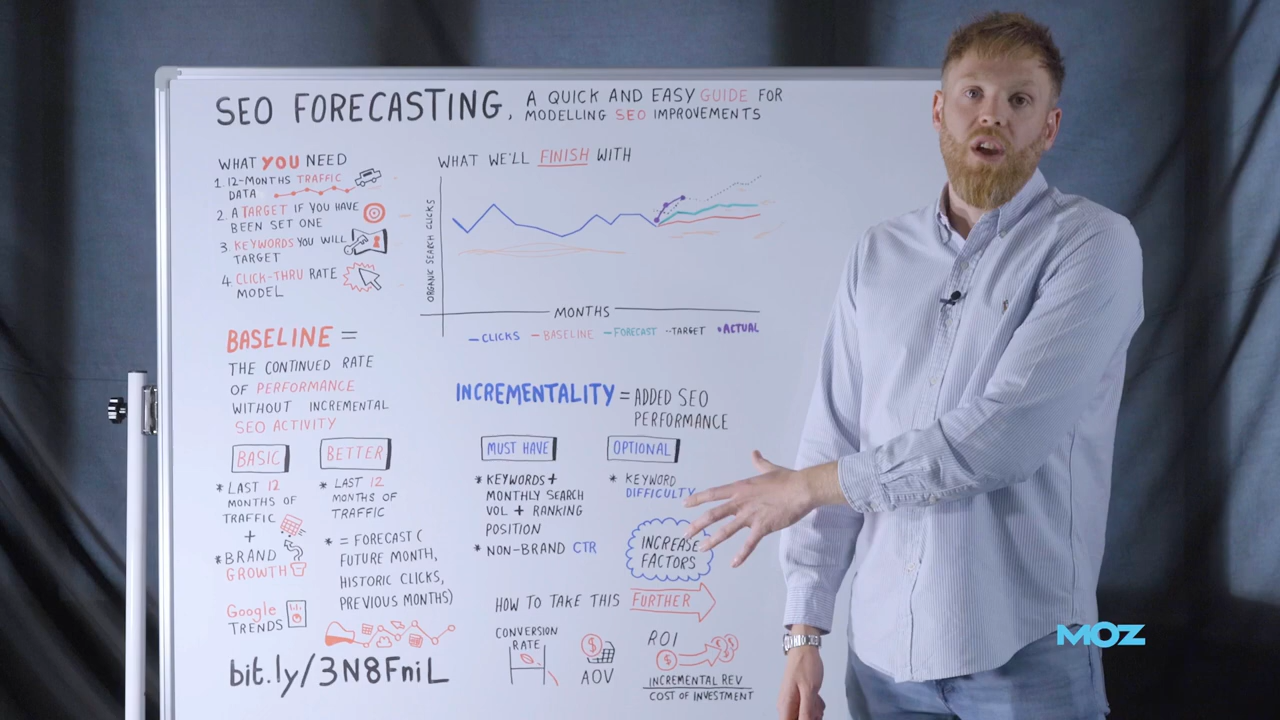 SEO FORECASTING, A QUICK AND EASY GUIDE FOR
MODELLING SEO IMPROVEMENTS
WHAT YOU NEED
1. 12-MONTHS TRAFFIC
DATA
2. A TARGET IF YOU HAVE
BEEN SET ONE
3. KEYWORDS YOU WILL
TARGET
4. CLICK-THRU RATE
MODEL
WHAT WE'LL FINISH WITH
ORGANIC SEARCH CLICKS
MONTHS
CLICKS BASELINE FORECAST TARGET ACTUAL
BASELINE =
THE CONTINUED RATE
OF PERFORMANCE
WITHOUT INCREMENTAL
SEO ACTIVITY
BASIC
* LAST 12
MONTHS OF
TRAFFIC
+
* BRAND
GROWTH
Google
TRENDS
BETTER
* LAST 12
MONTHS OF
TRAFFIC
* = FORECAST (
FUTURE MONTH,
HISTORIC CLICKS,
PREVIOUS MONTHS)
bit.ly/3N8FniL
INCREMENTALITY = ADDED SEO
PERFORMANCE
MUST HAVE
* KEYWORDS +
MONTHLY SEARCH
VOL + RANKING
POSITION
* NON-BRAND CTR
OPTIONAL
* KEYWORD
DIFFICULTY
INCREASE
FACTORS
HOW TO TAKE THIS FURTHER
CONVERSION
RATE
$
AOV
ROI
$ $ $ $
INCREMENTAL REV
COST OF INVESTMENT
MOZ